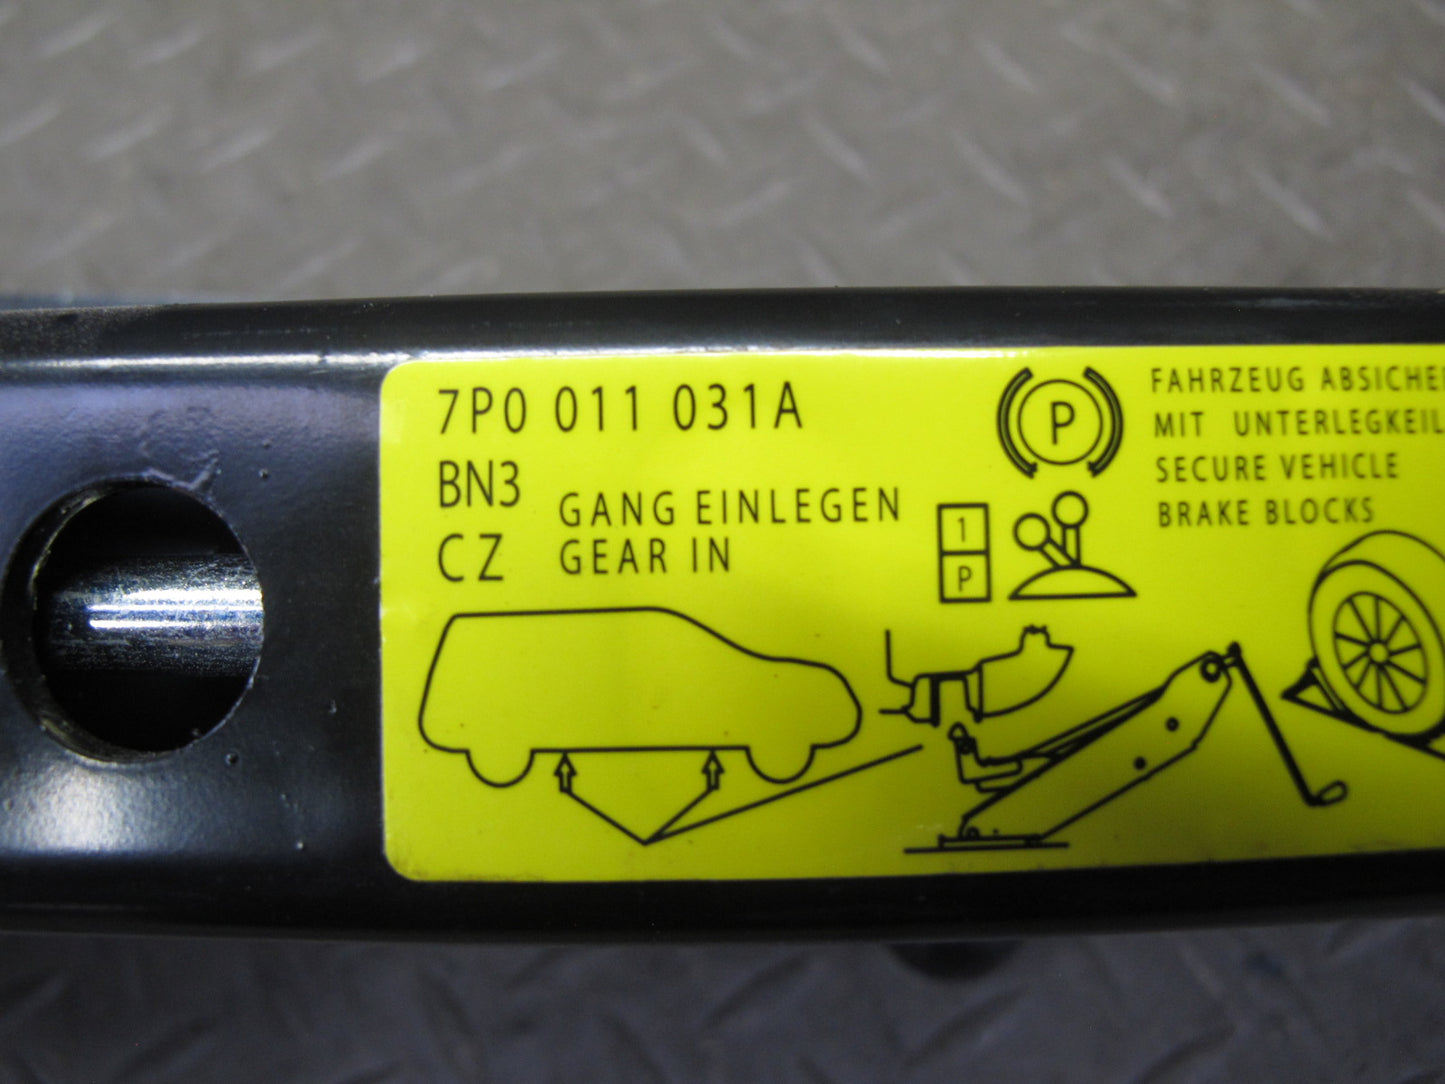 7P0 011 031A
BN3
CZ
GANG EINLEGEN
GEAR IN
1
P
P
FAHRZEUG ABSICHE
MIT UNTERLEGKEIL
SECURE VEHICLE
BRAKE BLOCKS